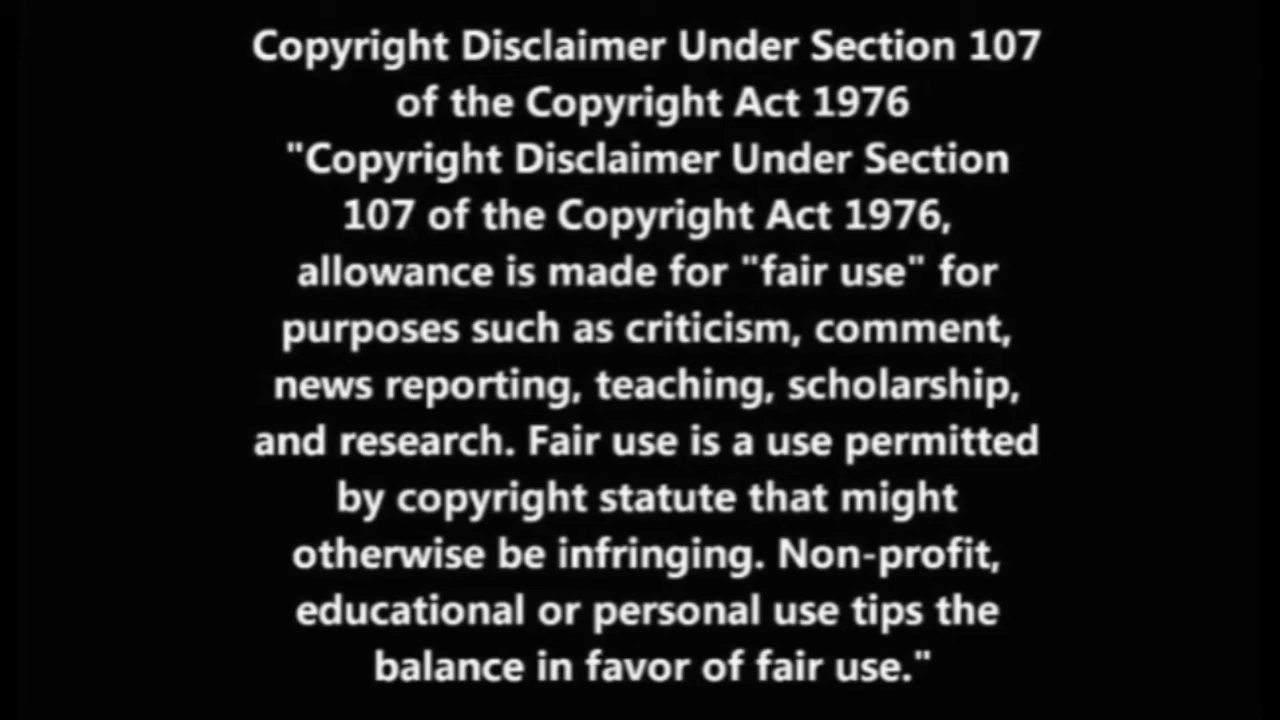 Copyright Disclaimer Under Section 107
of the Copyright Act 1976
"Copyright Disclaimer Under Section
107 of the Copyright Act 1976,
allowance is made for "fair use" for
purposes such as criticism, comment,
news reporting, teaching, scholarship,
and research. Fair use is a use permitted
by copyright statute that might
otherwise be infringing. Non-profit,
educational or personal use tips the
balance in favor of fair use."